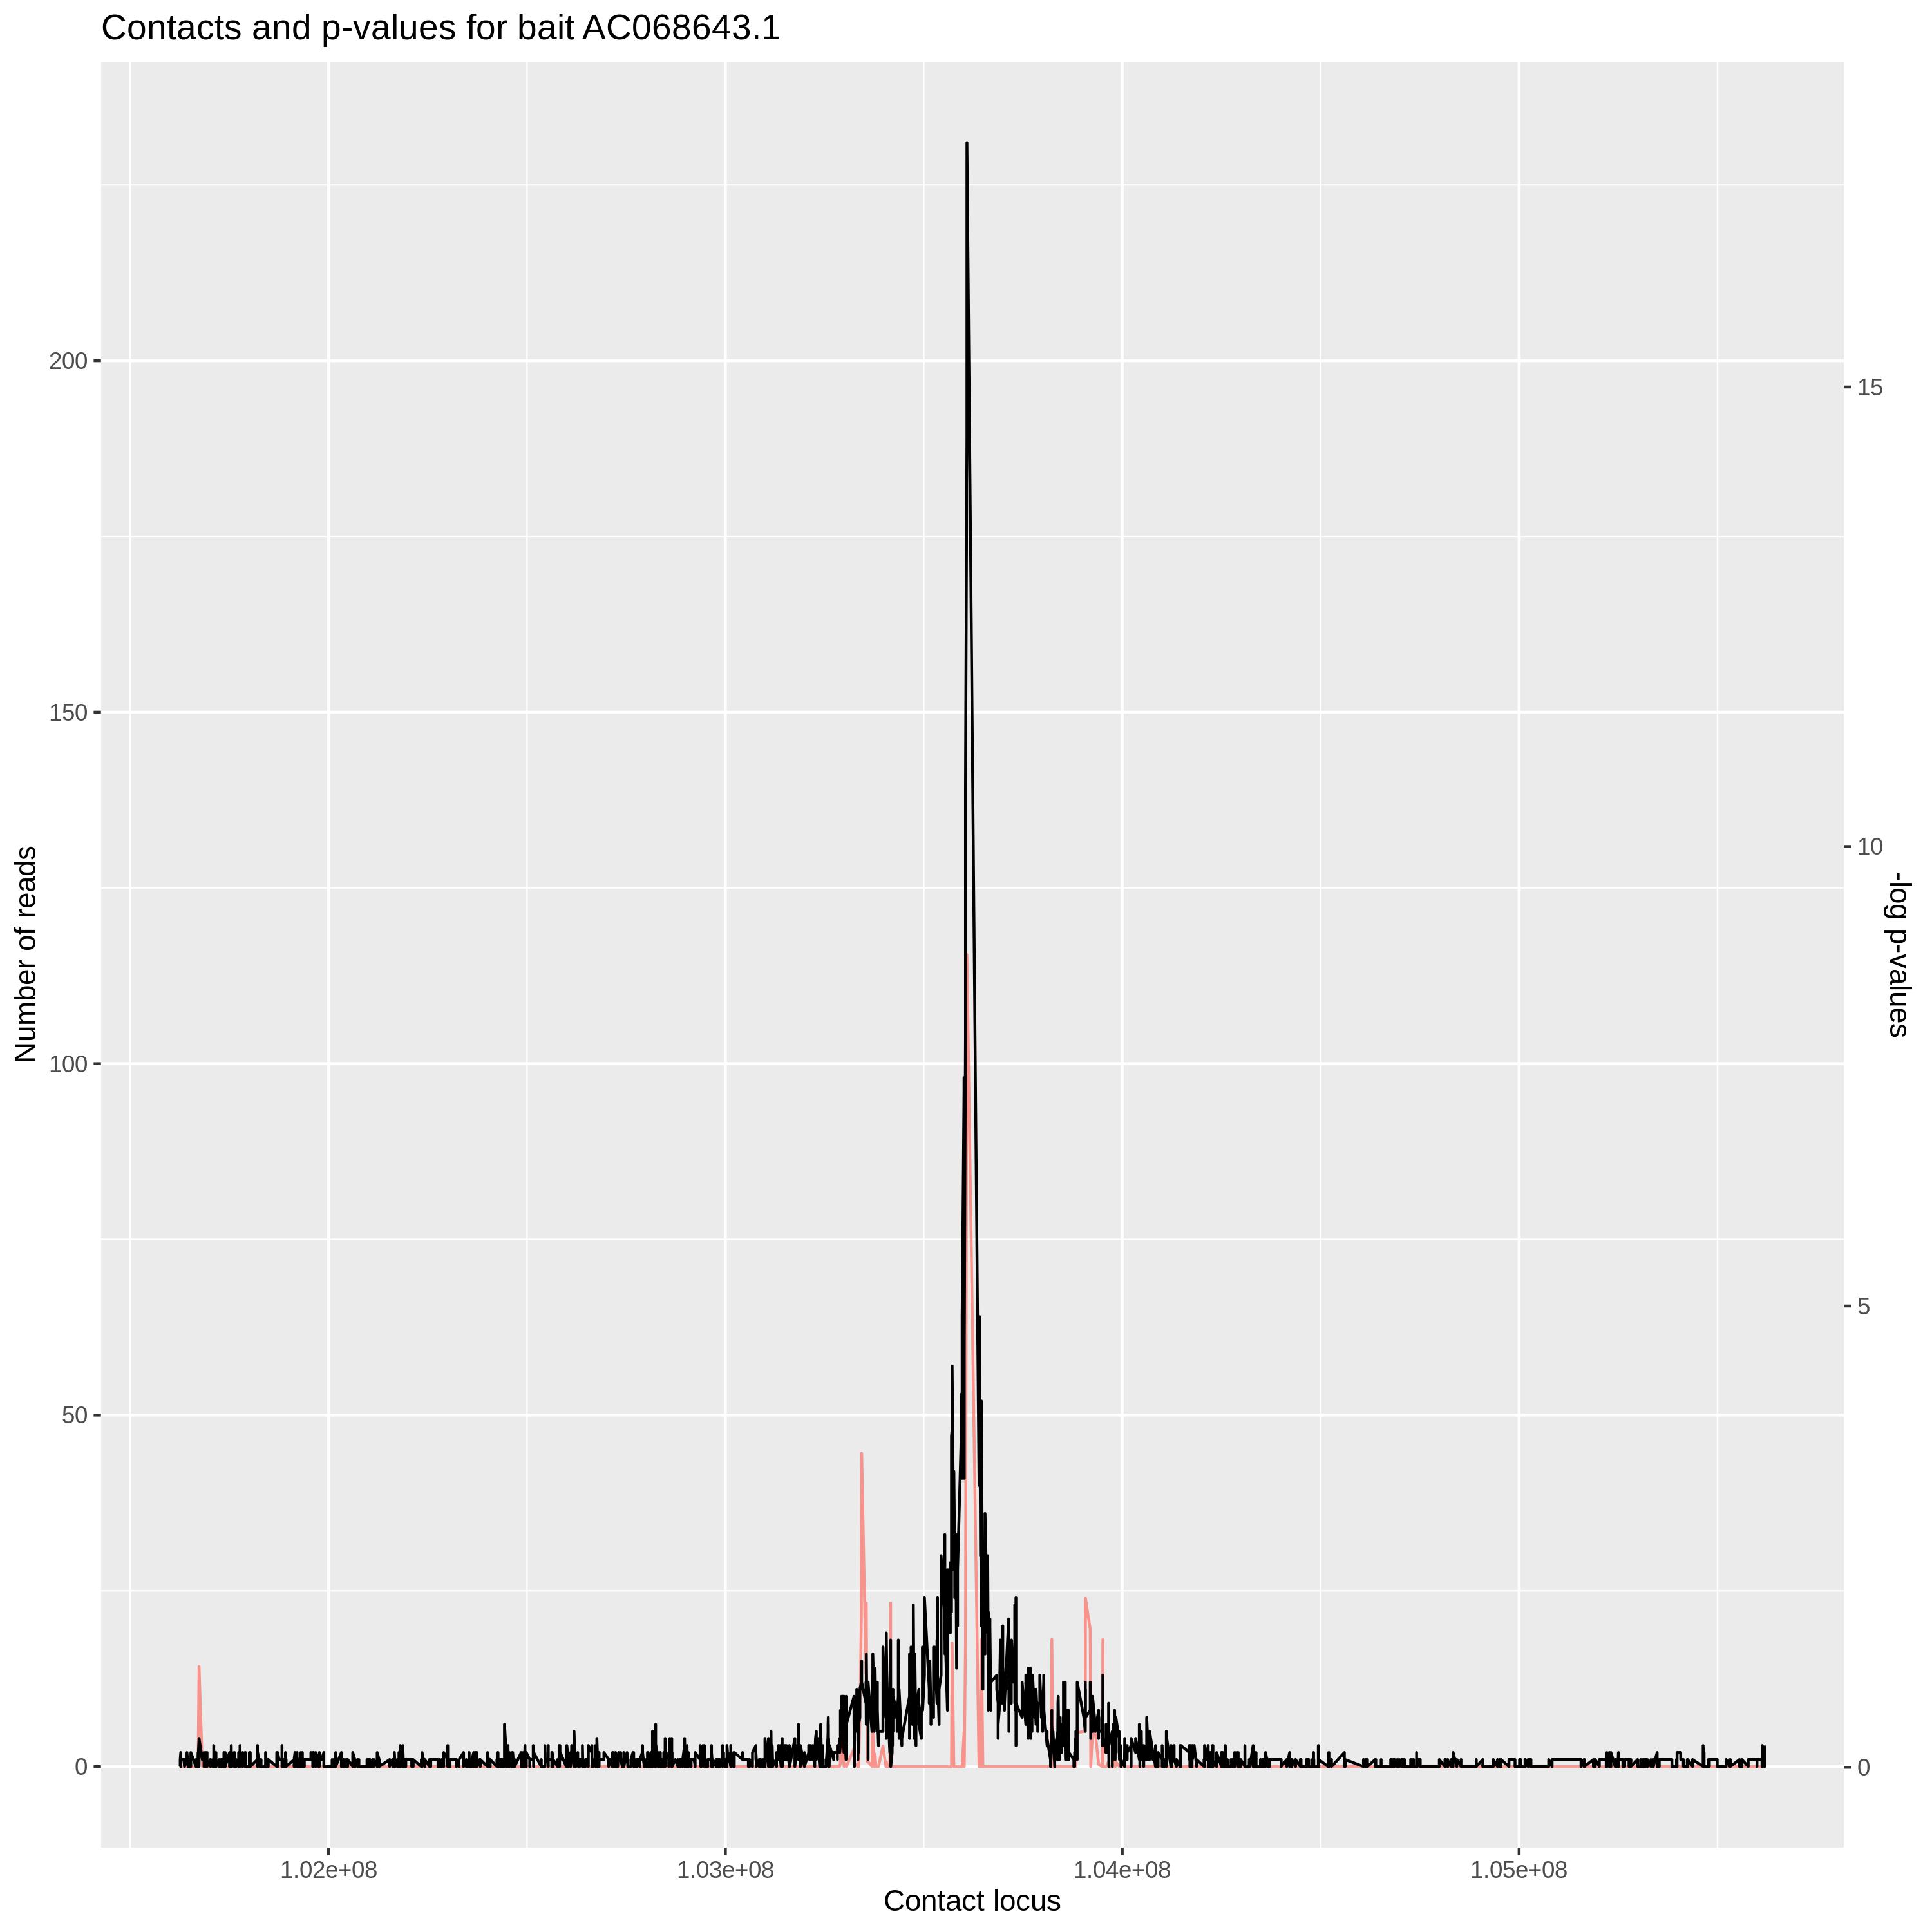 Contacts and p-values for bait AC068643.1
200
150
100
50
0
15
10
5
0
Number of reads
-log p-values
1.02e+08
1.03e+08
1.04e+08
1.05e+08
Contact locus